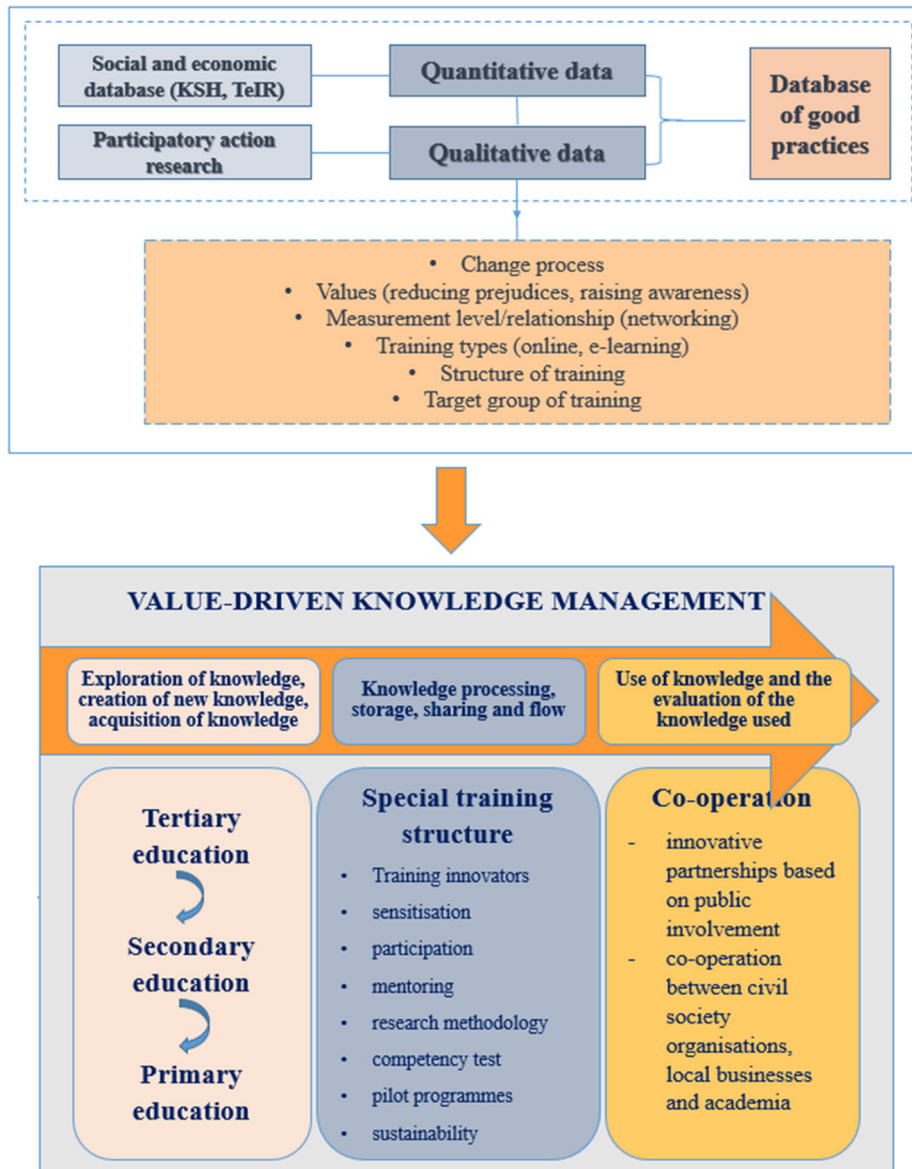 Social and economic
database (KSH, TeIR)
Quantitative data
Database
of good
practices
Participatory action
research
Qualitative data
• Change process
• Values (reducing prejudices, raising awareness)
• Measurement level/relationship (networking)
• Training types (online, e-learning)
• Structure of training
• Target group of training
VALUE-DRIVEN KNOWLEDGE MANAGEMENT
Exploration of knowledge,
creation of new knowledge,
acquisition of knowledge
Knowledge processing,
storage, sharing and flow
Use of knowledge and the
evaluation of the
knowledge used
Tertiary
education
Secondary
education
Primary
education
Special training
structure
• Training innovators
• sensitisation
• participation
• mentoring
• research methodology
• competency test
• pilot programmes
• sustainability
Co-operation
- innovative
partnerships based
on public
involvement
- co-operation
between civil
society
organisations,
local businesses
and academia